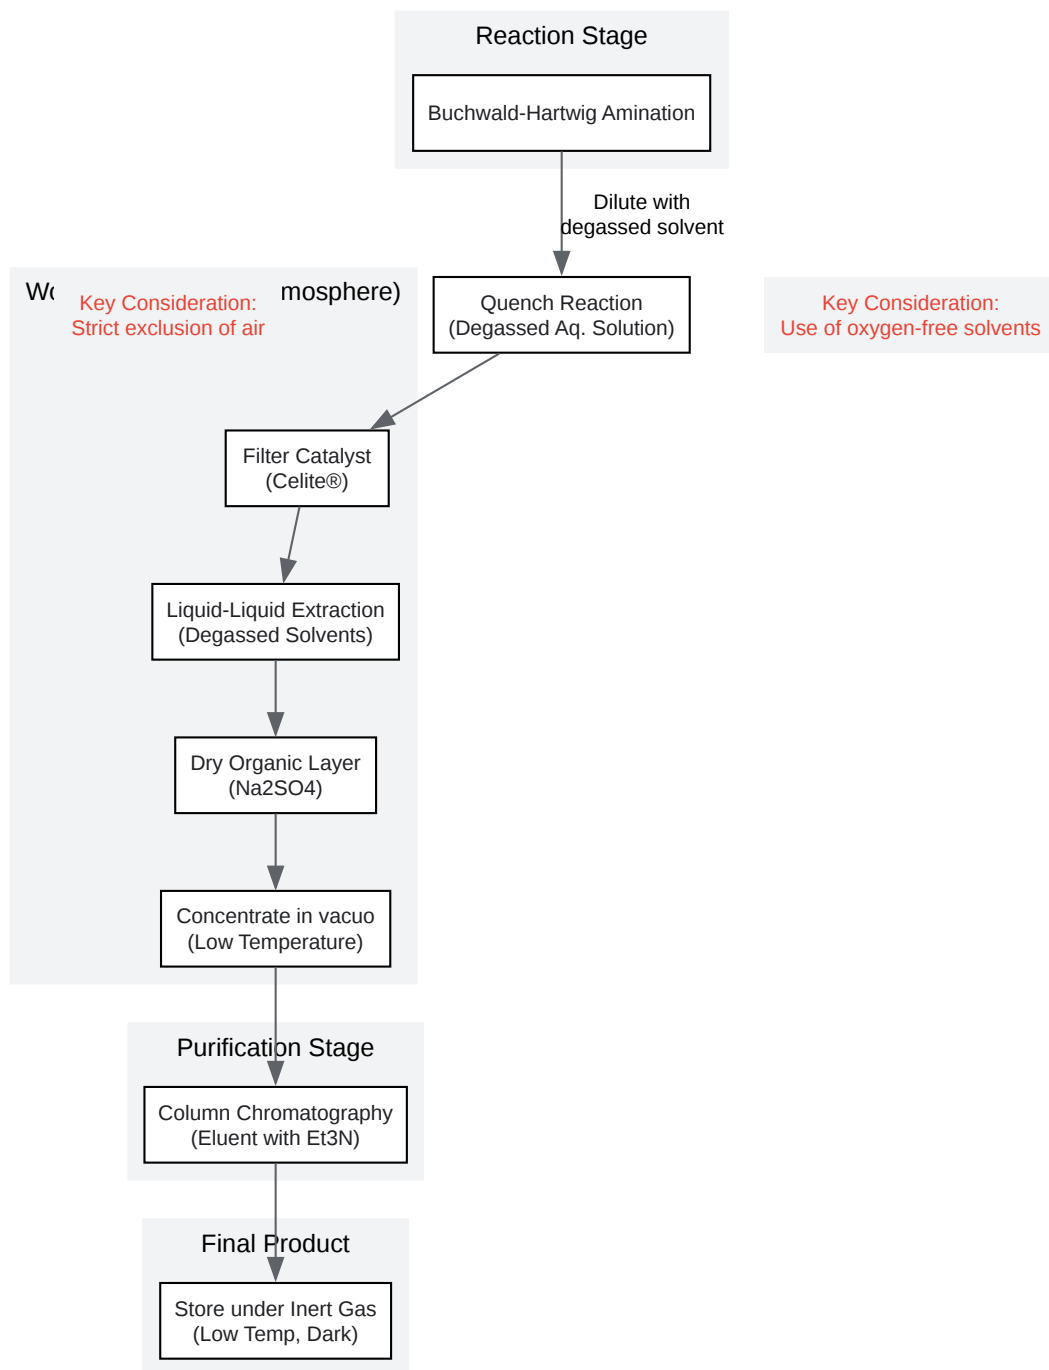 Reaction Stage
Buchwald-Hartwig Amination
Dilute with
degassed solvent
mosphere)
Key Consideration:
Strict exclusion of air
Quench Reaction
(Degassed Aq. Solution)
Key Consideration:
Use of oxygen-free solvents
Filter Catalyst
(Celite®)
Liquid-Liquid Extraction
(Degassed Solvents)
Dry Organic Layer
(Na2SO4)
Concentrate in vacuo
(Low Temperature)
Purification Stage
Column Chromatography
(Eluent with Et3N)
Final Product
Store under Inert Gas
(Low Temp, Dark)